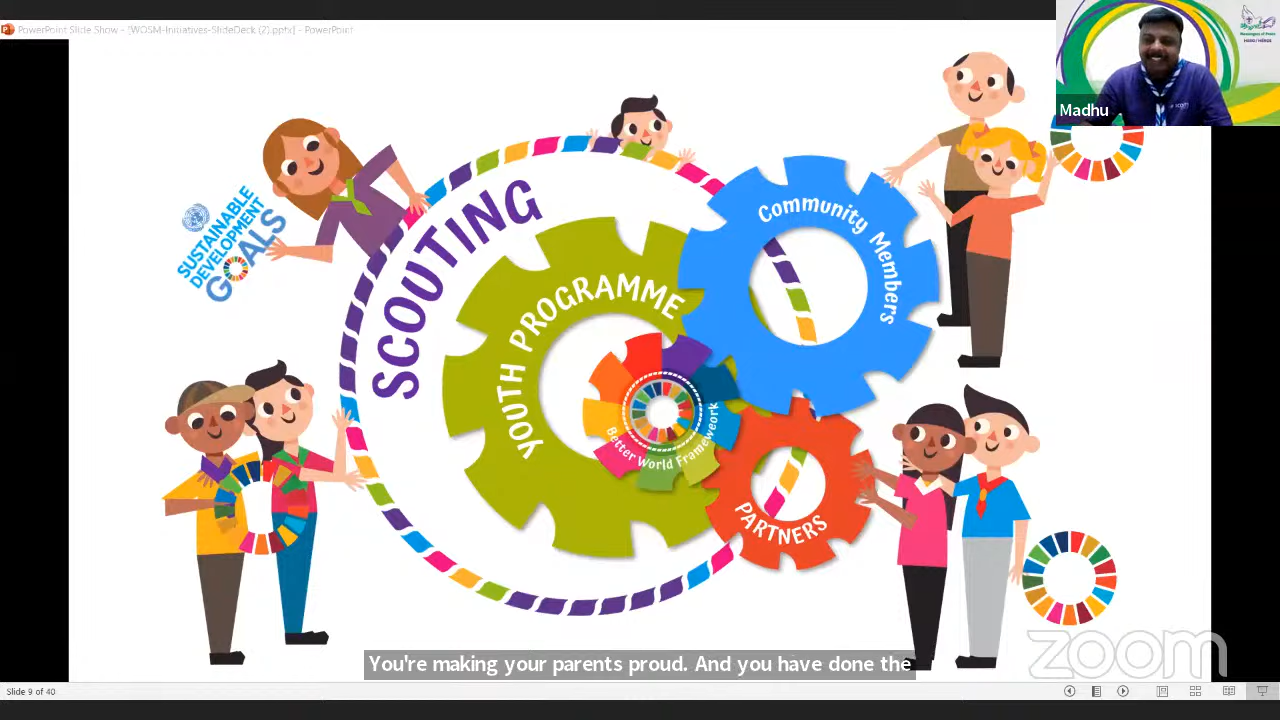 PowerPoint Slide Show - [WOSM-Initiatives-SlideDeck (2).pptx] - PowerPoint
Madhu
SUSTAINABLE
DEVELOPMENT
GOALS
SCOUTING
YOUTH PROGRAMME
Community Members
Better World Frameweork
PARTNERS
zoom
You're making your parents proud. And you have done the
Slide 9 of 40